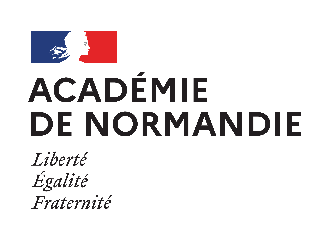 ACADÉMIE
DE NORMANDIE
Liberté
Égalité
Fraternité